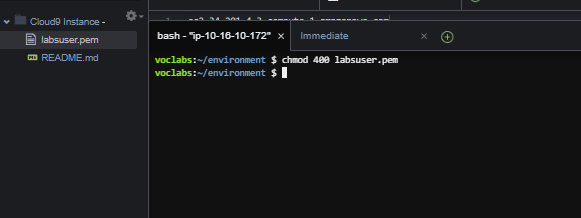 Cloud9 Instance -
labsuser.pem
README.md
bash - "ip-10-16-10-172"
Immediate
voclabs:~/environment $ chmod 400 labsuser.pem
voclabs:~/environment $